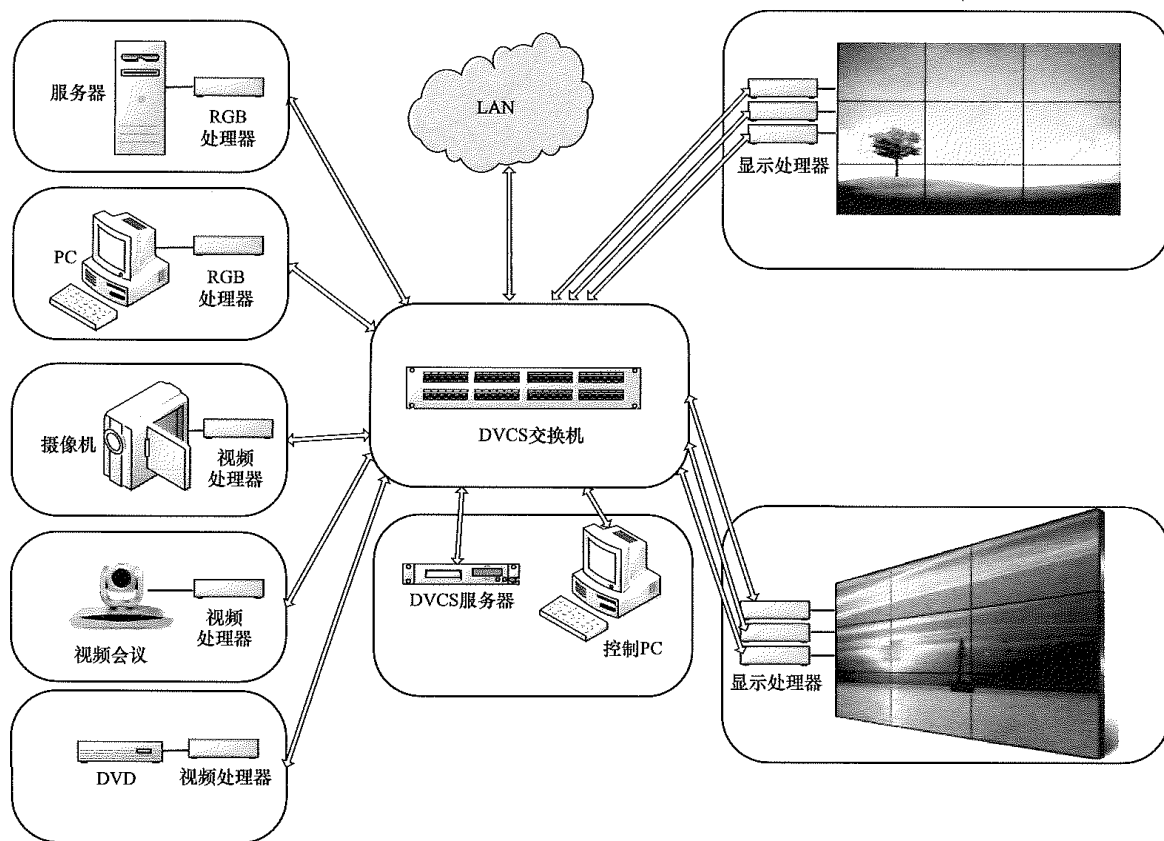 服务器
RGB
处理器
PC
RGB
处理器
摄像机
视频
处理器
视频会议
视频
处理器
DVD
视频处理器
LAN
DVCS交换机
DVCS服务器
控制PC
显示处理器
显示处理器